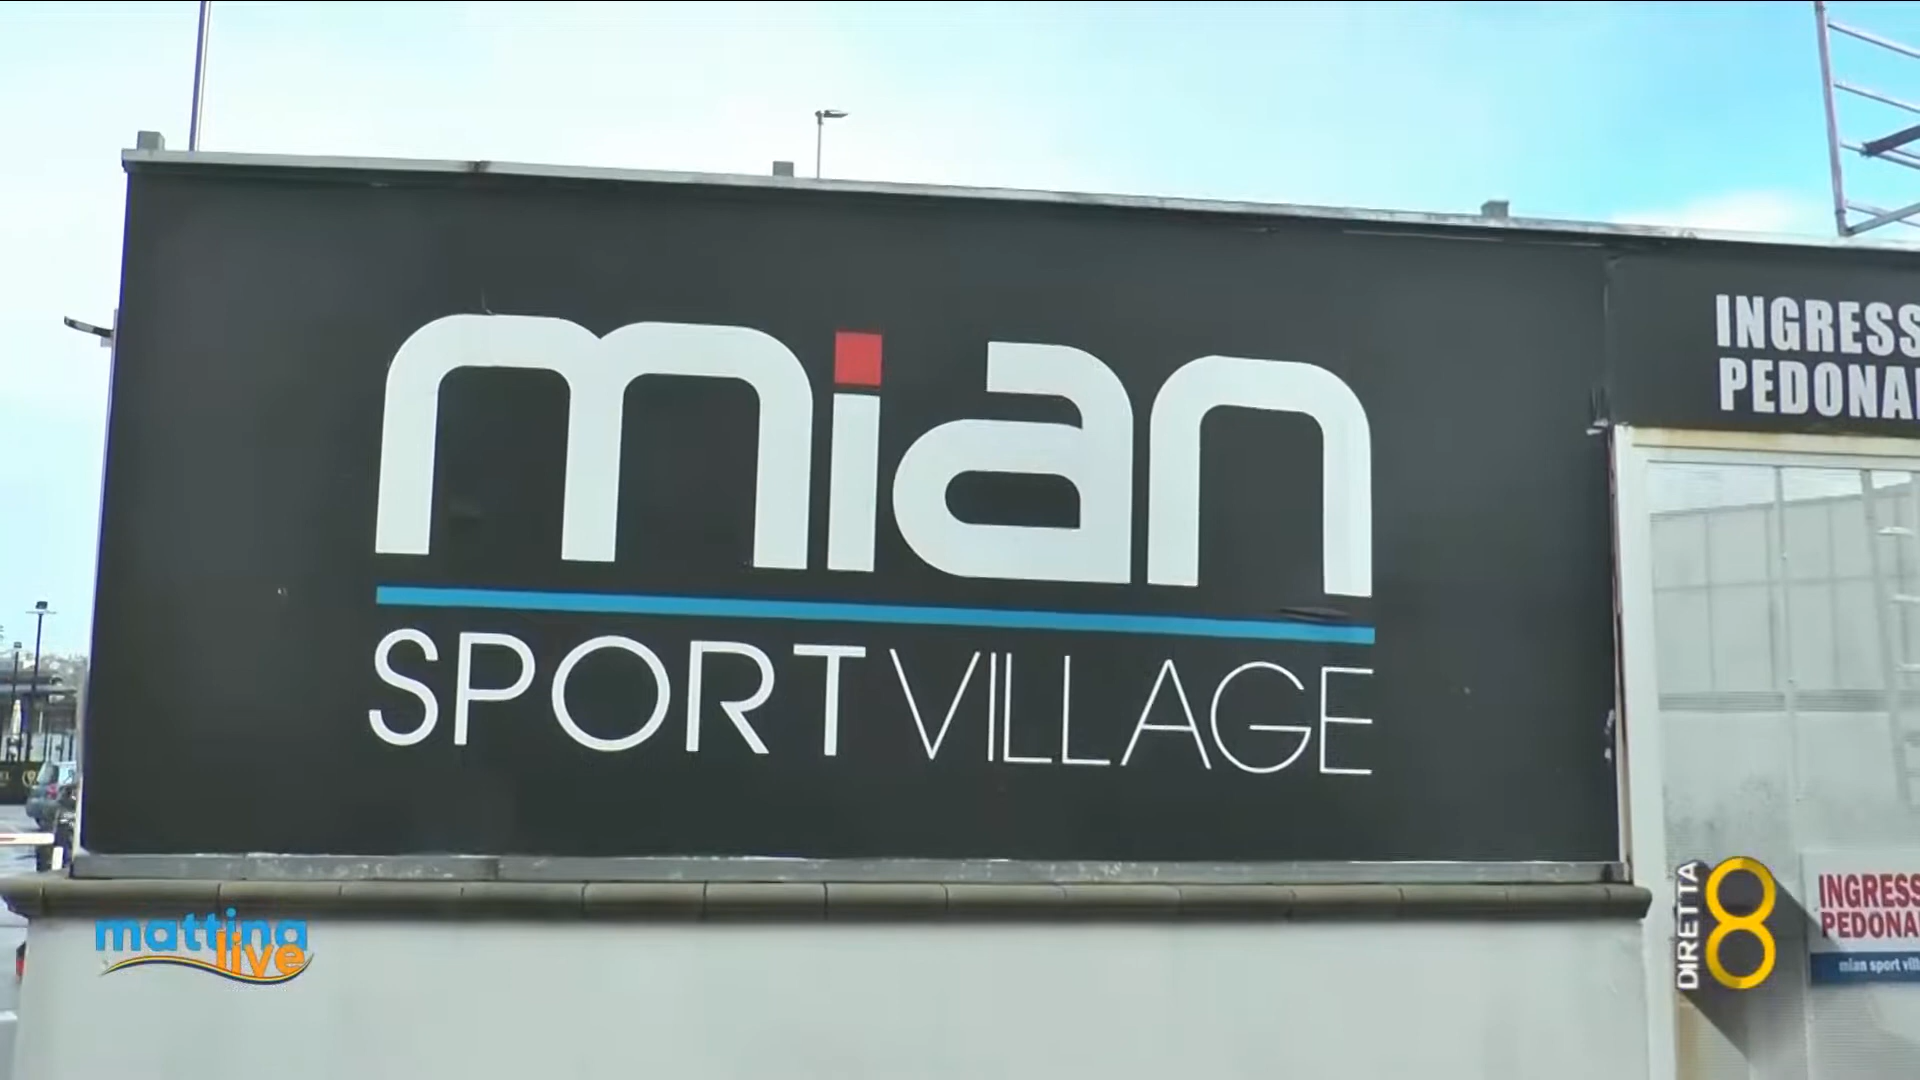 mian
SPORT VILLAGE
INGRESS
PEDONA
mattina
live
DIRETTA
8
INGRESS
PEDONA
mian sport vill